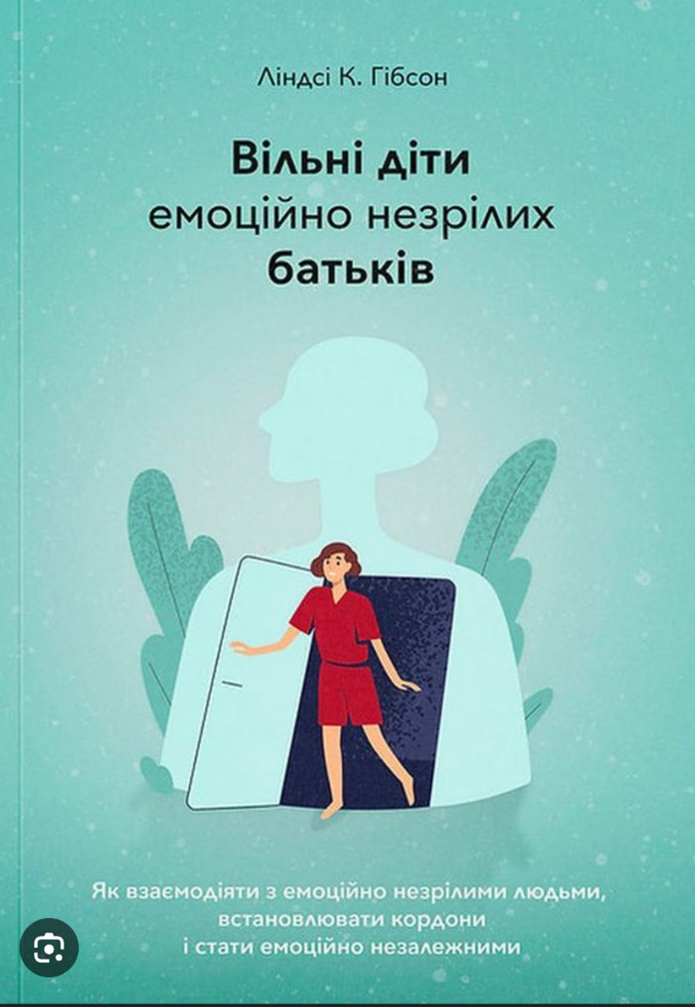 Ліндсі К. Гібсон
Вільні діти
емоційно незрілих
батьків
Як взаємодіяти з емоційно незрілими людьми,
встановлювати кордони
і стати емоційно незалежними